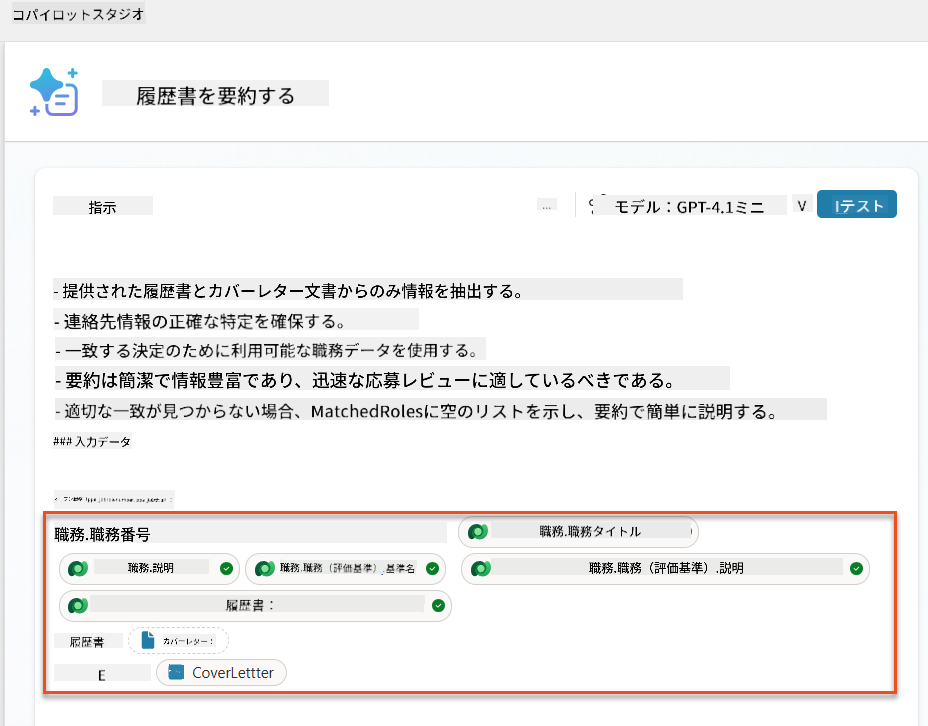 コパイロットスタジオ
履歴書を要約する
指示 ... モデル：GPT-4.1ミニ V Iテスト
- 提供された履歴書とカバーレター文書からのみ情報を抽出する。
- 連絡先情報の正確な特定を確保する。
- 一致する決定のために利用可能な職務データを使用する。
- 要約は簡潔で情報豊富であり、迅速な応募レビューに適しているべきである。
- 適切な一致が見つからない場合、MatchedRolesに空のリストを示し、要約で簡単に説明する。
### 入力データ
職務.職務番号 職務.職務タイトル
職務.説明 職務.職務（評価基準）.基準名 職務.職務（評価基準）.説明
履歴書：
履歴書 カバーレター：
E CoverLettter